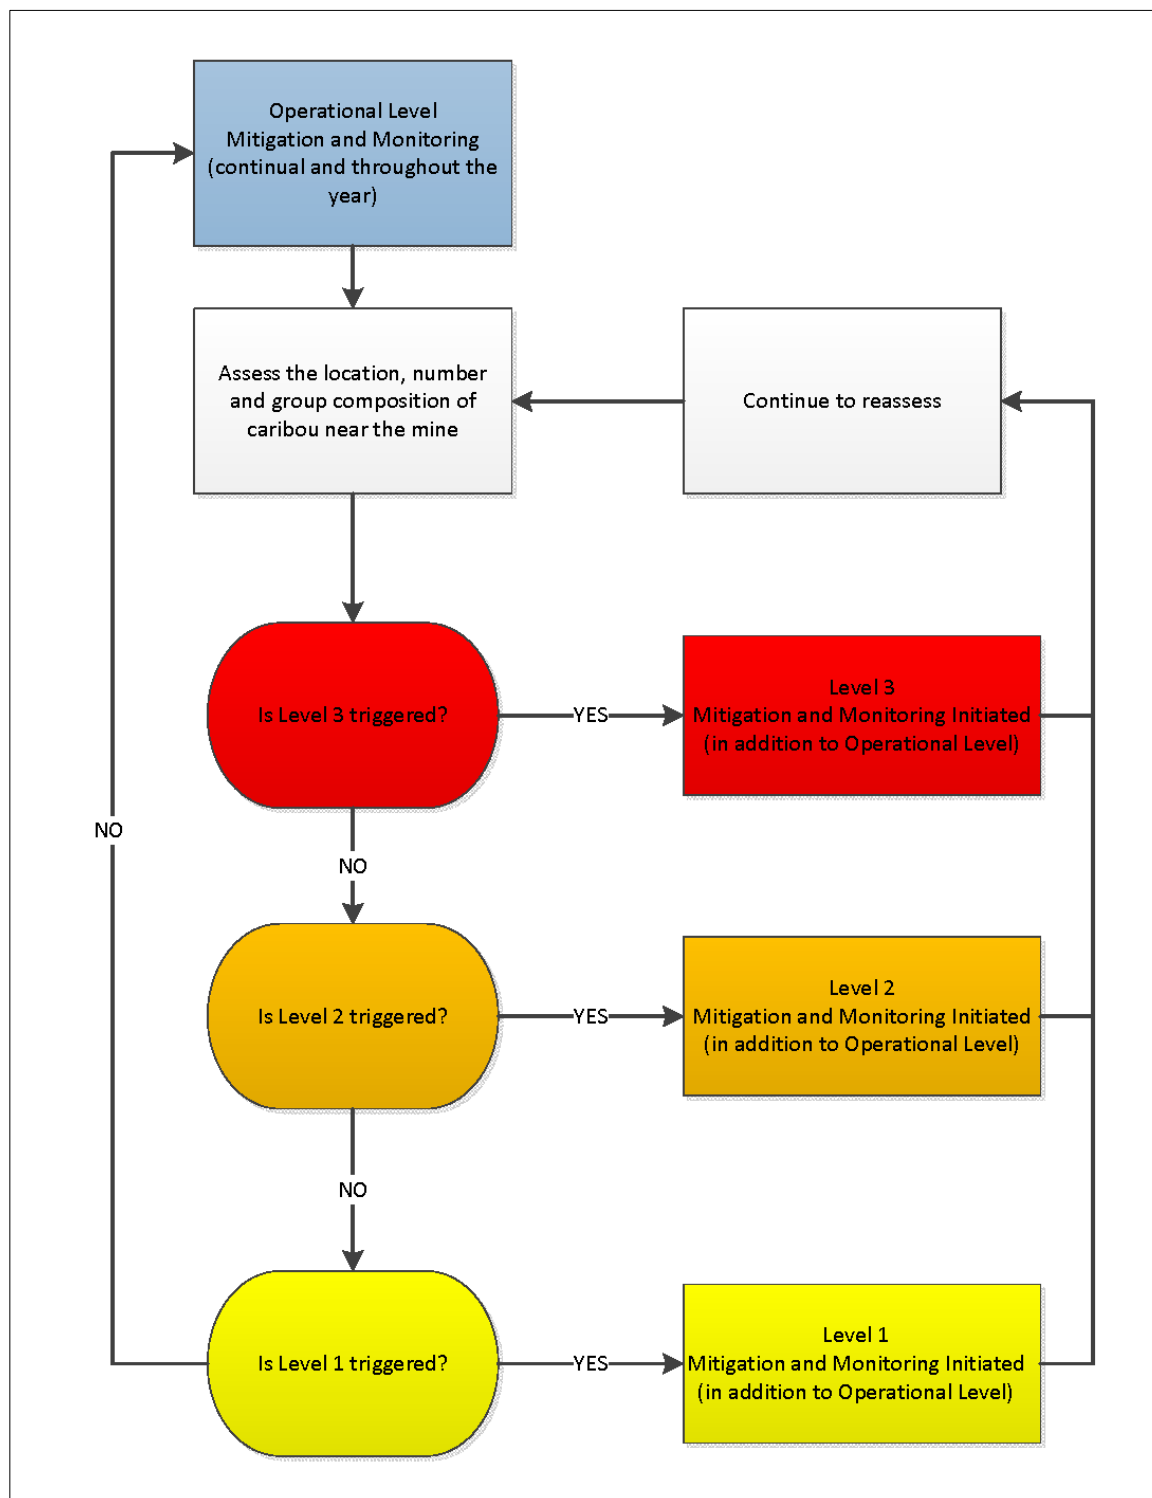 Operational Level
Mitigation and Monitoring
(continual and throughout the
year)
Assess the location, number
and group composition of
caribou near the mine
Continue to reassess
Is Level 3 triggered?
YES
Level 3
Mitigation and Monitoring Initiated
(in addition to Operational Level)
NO
NO
Is Level 2 triggered?
YES
Level 2
Mitigation and Monitoring Initiated
(in addition to Operational Level)
NO
Is Level 1 triggered?
YES
Level 1
Mitigation and Monitoring Initiated
(in addition to Operational Level)